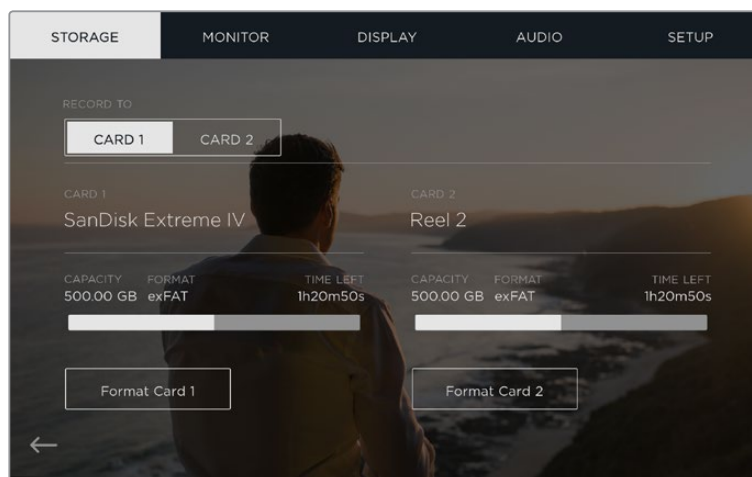 STORAGE MONITOR DISPLAY AUDIO SETUP
RECORD TO
CARD 1 CARD 2
CARD 1 CARD 2
SanDisk Extreme IV Reel 2
CAPACITY FORMAT TIME LEFT CAPACITY FORMAT TIME LEFT
500.00 GB exFAT 1h20m50s 500.00 GB exFAT 1h20m50s
Format Card 1 Format Card 2